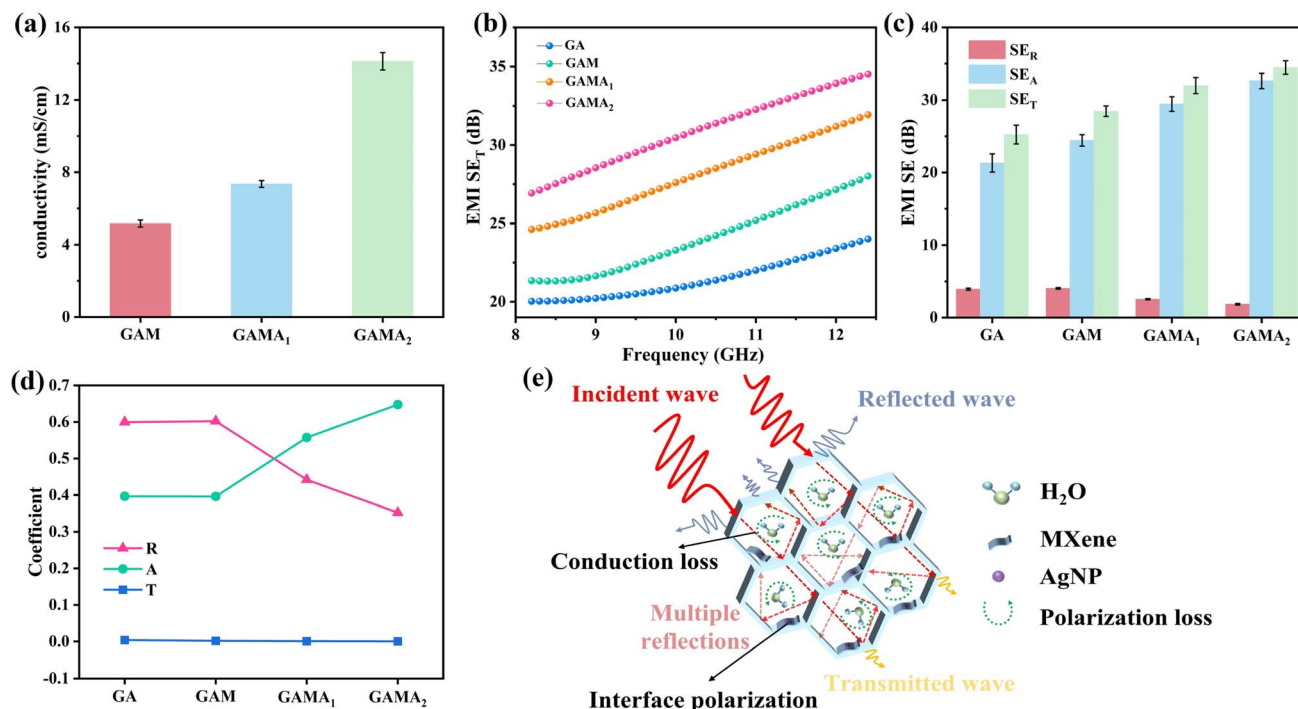 (a)
16
12
8
4
0
conductivity (mS/cm)
GAM
GAMA₁
GAMA₂
(b)
35
30
25
20
EMI SE_T (dB)
GA
GAM
GAMA₁
GAMA₂
8
9
10
11
12
Frequency (GHz)
(c)
40
30
20
10
0
EMI SE (dB)
SE_R
SE_A
SE_T
GA
GAM
GAMA₁
GAMA₂
(d)
0.7
0.6
0.5
0.4
0.3
0.2
0.1
0.0
-0.1
Coefficient
R
A
T
GA
GAM
GAMA₁
GAMA₂
(e)
Incident wave
Reflected wave
Conduction loss
Multiple
reflections
Interface polarization
Transmitted wave
H₂O
MXene
AgNP
Polarization loss